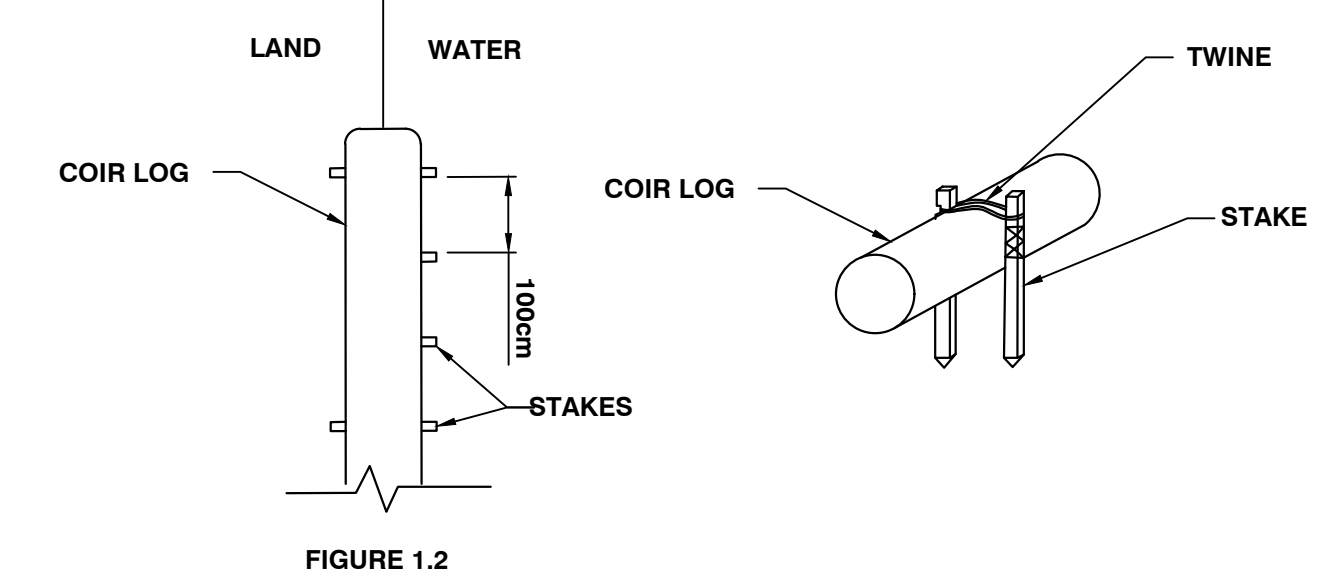 LAND
WATER
COIR LOG
100cm
STAKES
FIGURE 1.2
TWINE
COIR LOG
STAKE